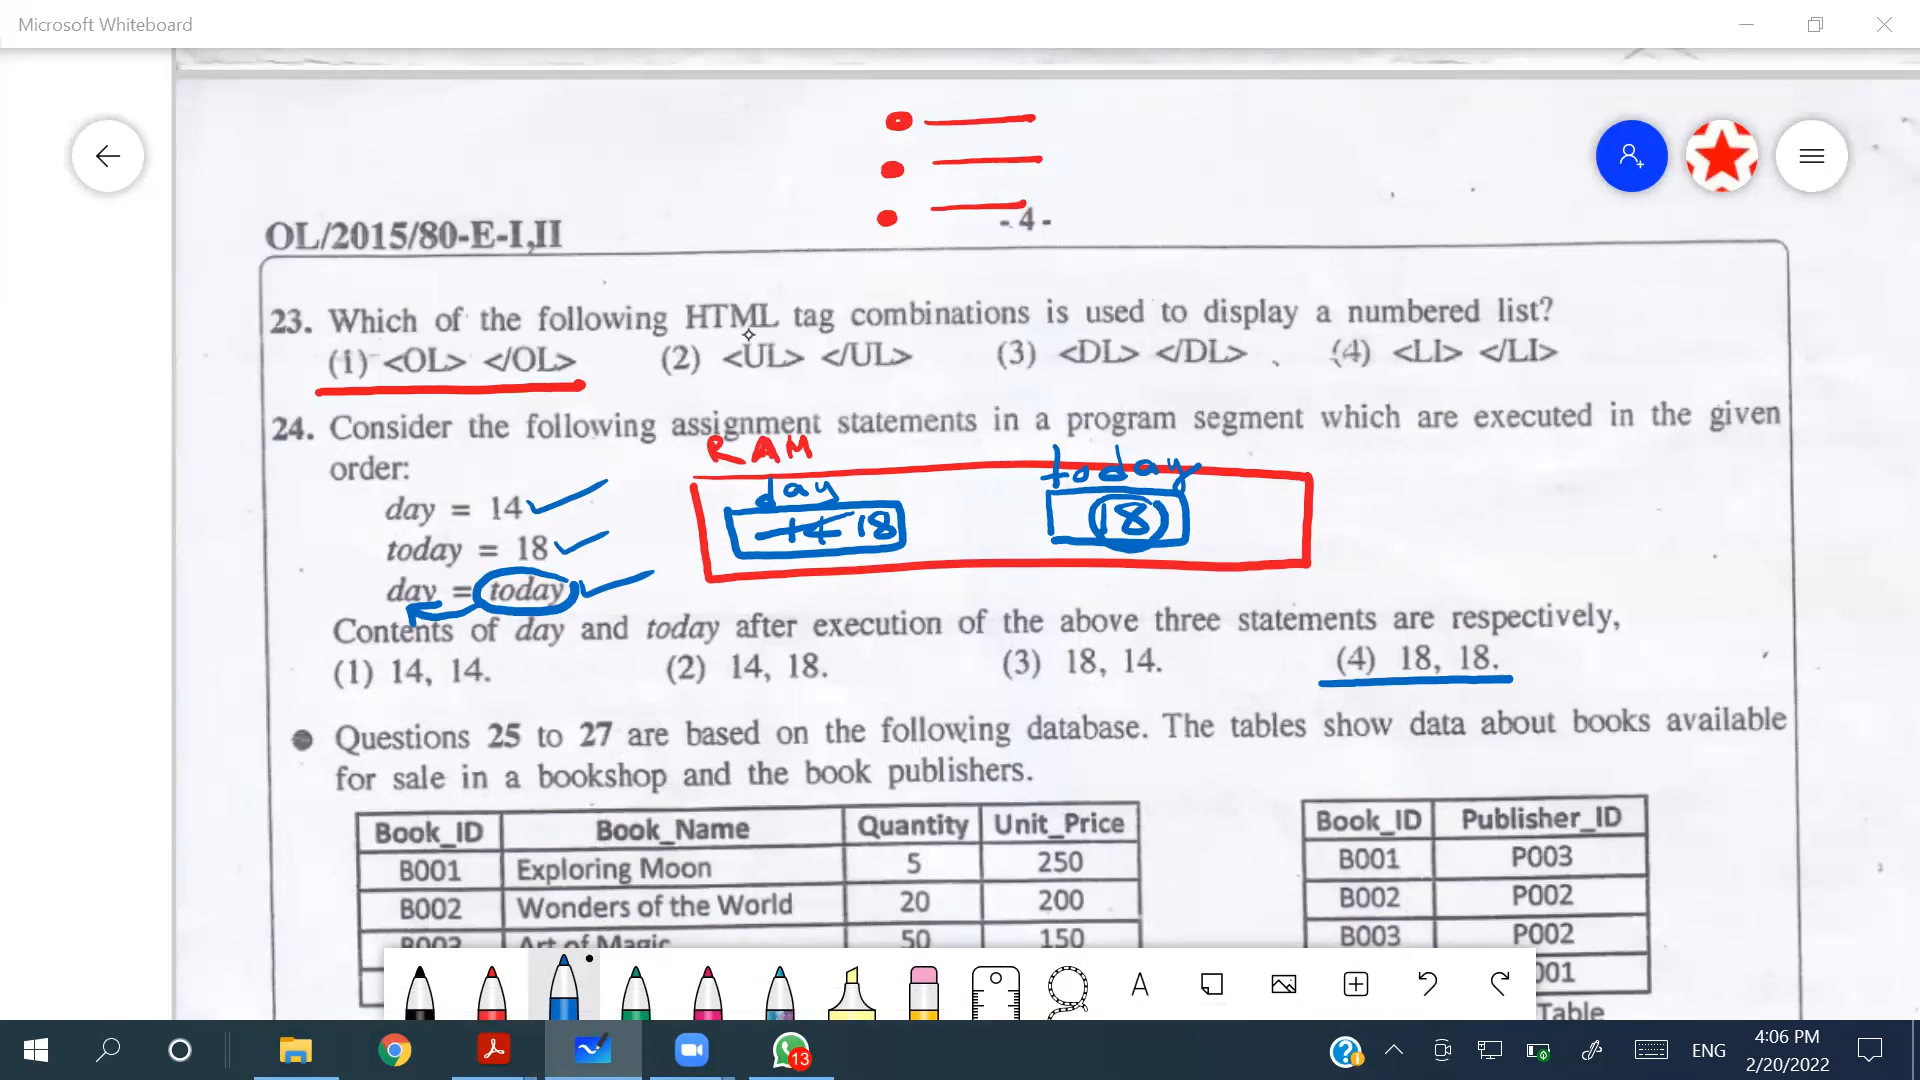 Microsoft Whiteboard
OL/2015/80-E-I,II
- 4 -
23. Which of the following HTML tag combinations is used to display a numbered list?
(1) <OL> </OL> (2) <UL> </UL> (3) <DL> </DL> (4) <LI> </LI>
24. Consider the following assignment statements in a program segment which are executed in the given
order:
RAM
day today
day = 14
14 18 18
today = 18
day = today
Contents of day and today after execution of the above three statements are respectively,
(1) 14, 14. (2) 14, 18. (3) 18, 14. (4) 18, 18.
● Questions 25 to 27 are based on the following database. The tables show data about books available
for sale in a bookshop and the book publishers.
Book_ID Book_Name Quantity Unit_Price
B001 Exploring Moon 5 250
B002 Wonders of the World 20 200
B003 Art of Magic 50 150
Book_ID Publisher_ID
B001 P003
B002 P002
B003 P002
001
Table
A
13
ENG
4:06 PM
2/20/2022